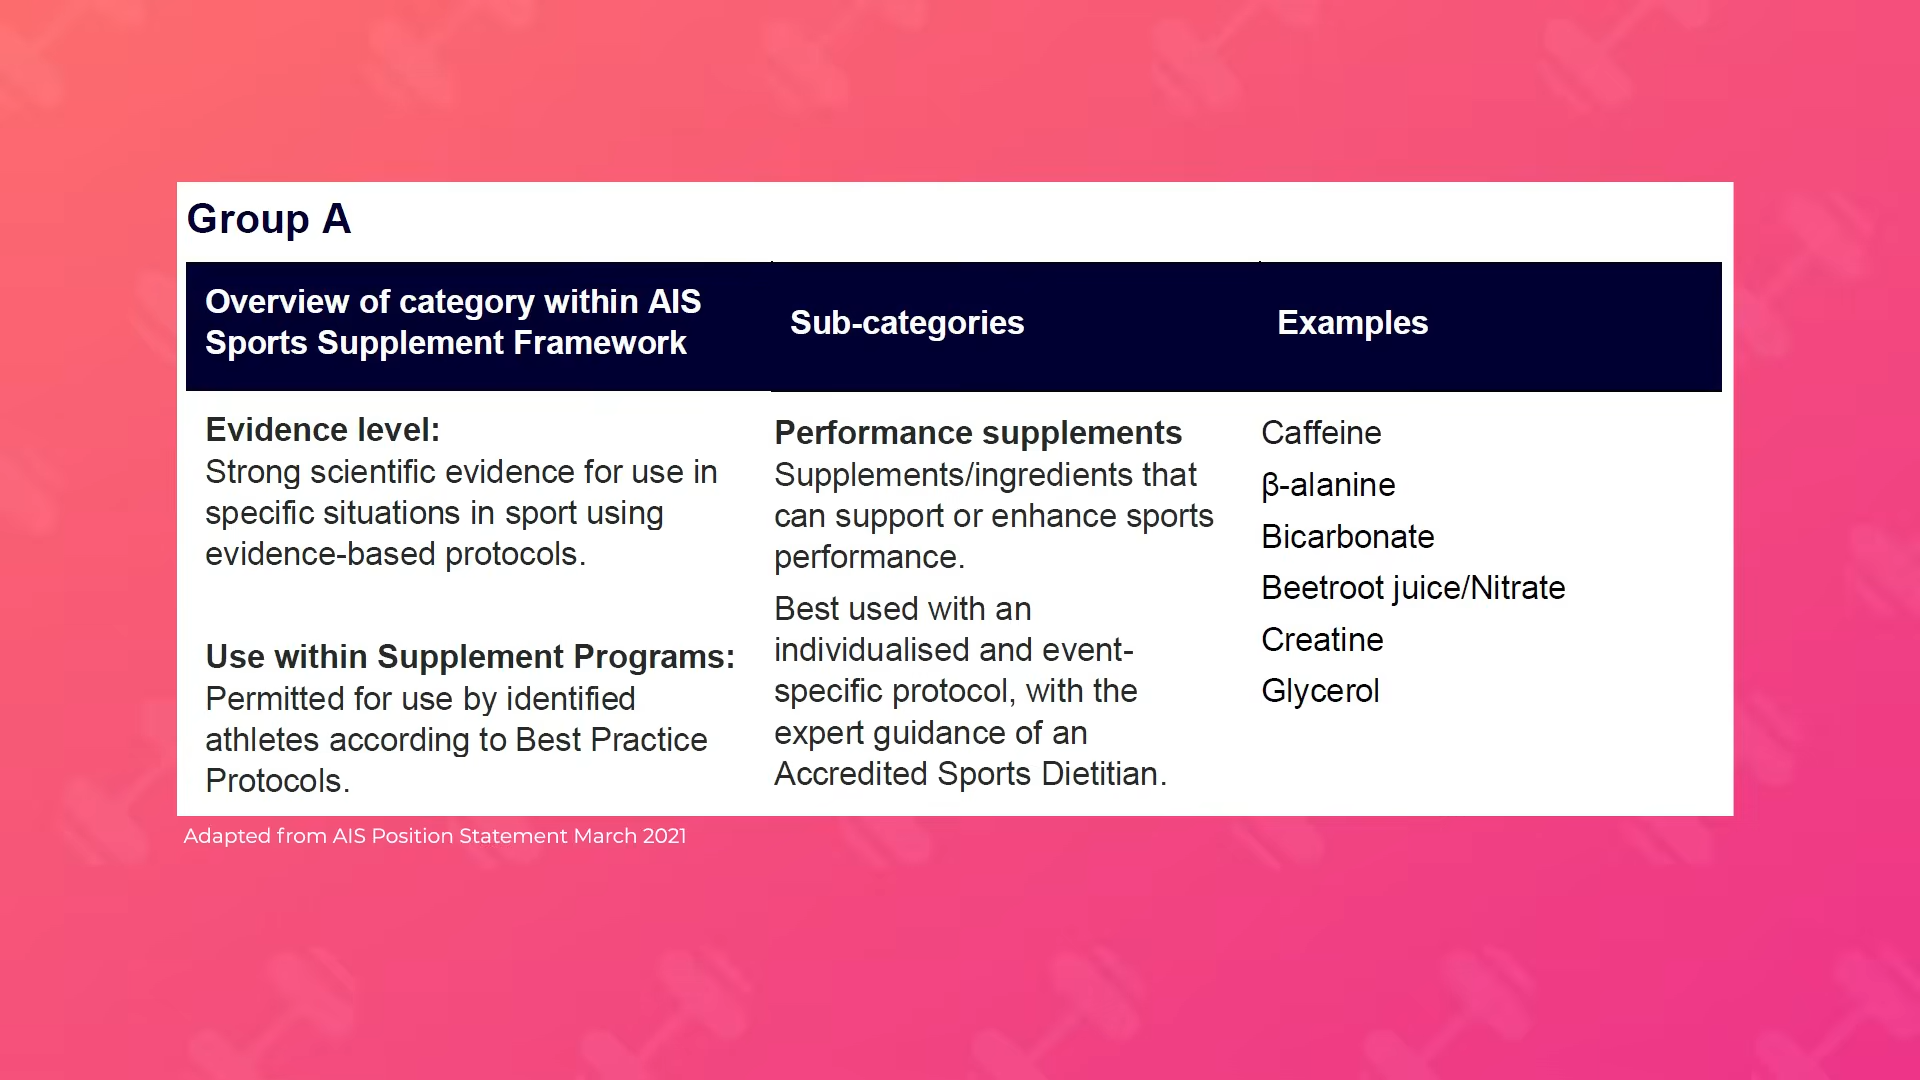 Group A
Overview of category within AIS
Sports Supplement Framework
Sub-categories
Examples
Evidence level:
Strong scientific evidence for use in
specific situations in sport using
evidence-based protocols.
Use within Supplement Programs:
Permitted for use by identified
athletes according to Best Practice
Protocols.
Performance supplements
Supplements/ingredients that
can support or enhance sports
performance.
Best used with an
individualised and event-
specific protocol, with the
expert guidance of an
Accredited Sports Dietitian.
Caffeine
β-alanine
Bicarbonate
Beetroot juice/Nitrate
Creatine
Glycerol
Adapted from AIS Position Statement March 2021